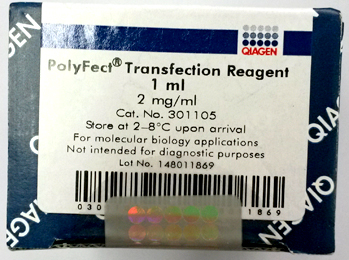 QIAGEN
PolyFect® Transfection Reagent
1 ml
2 mg/ml
Cat. No. 301105
Store at 2–8°C upon arrival
For molecular biology applications
Not intended for diagnostic purposes
Lot No. 148011869
QIAGEN
QIAGEN